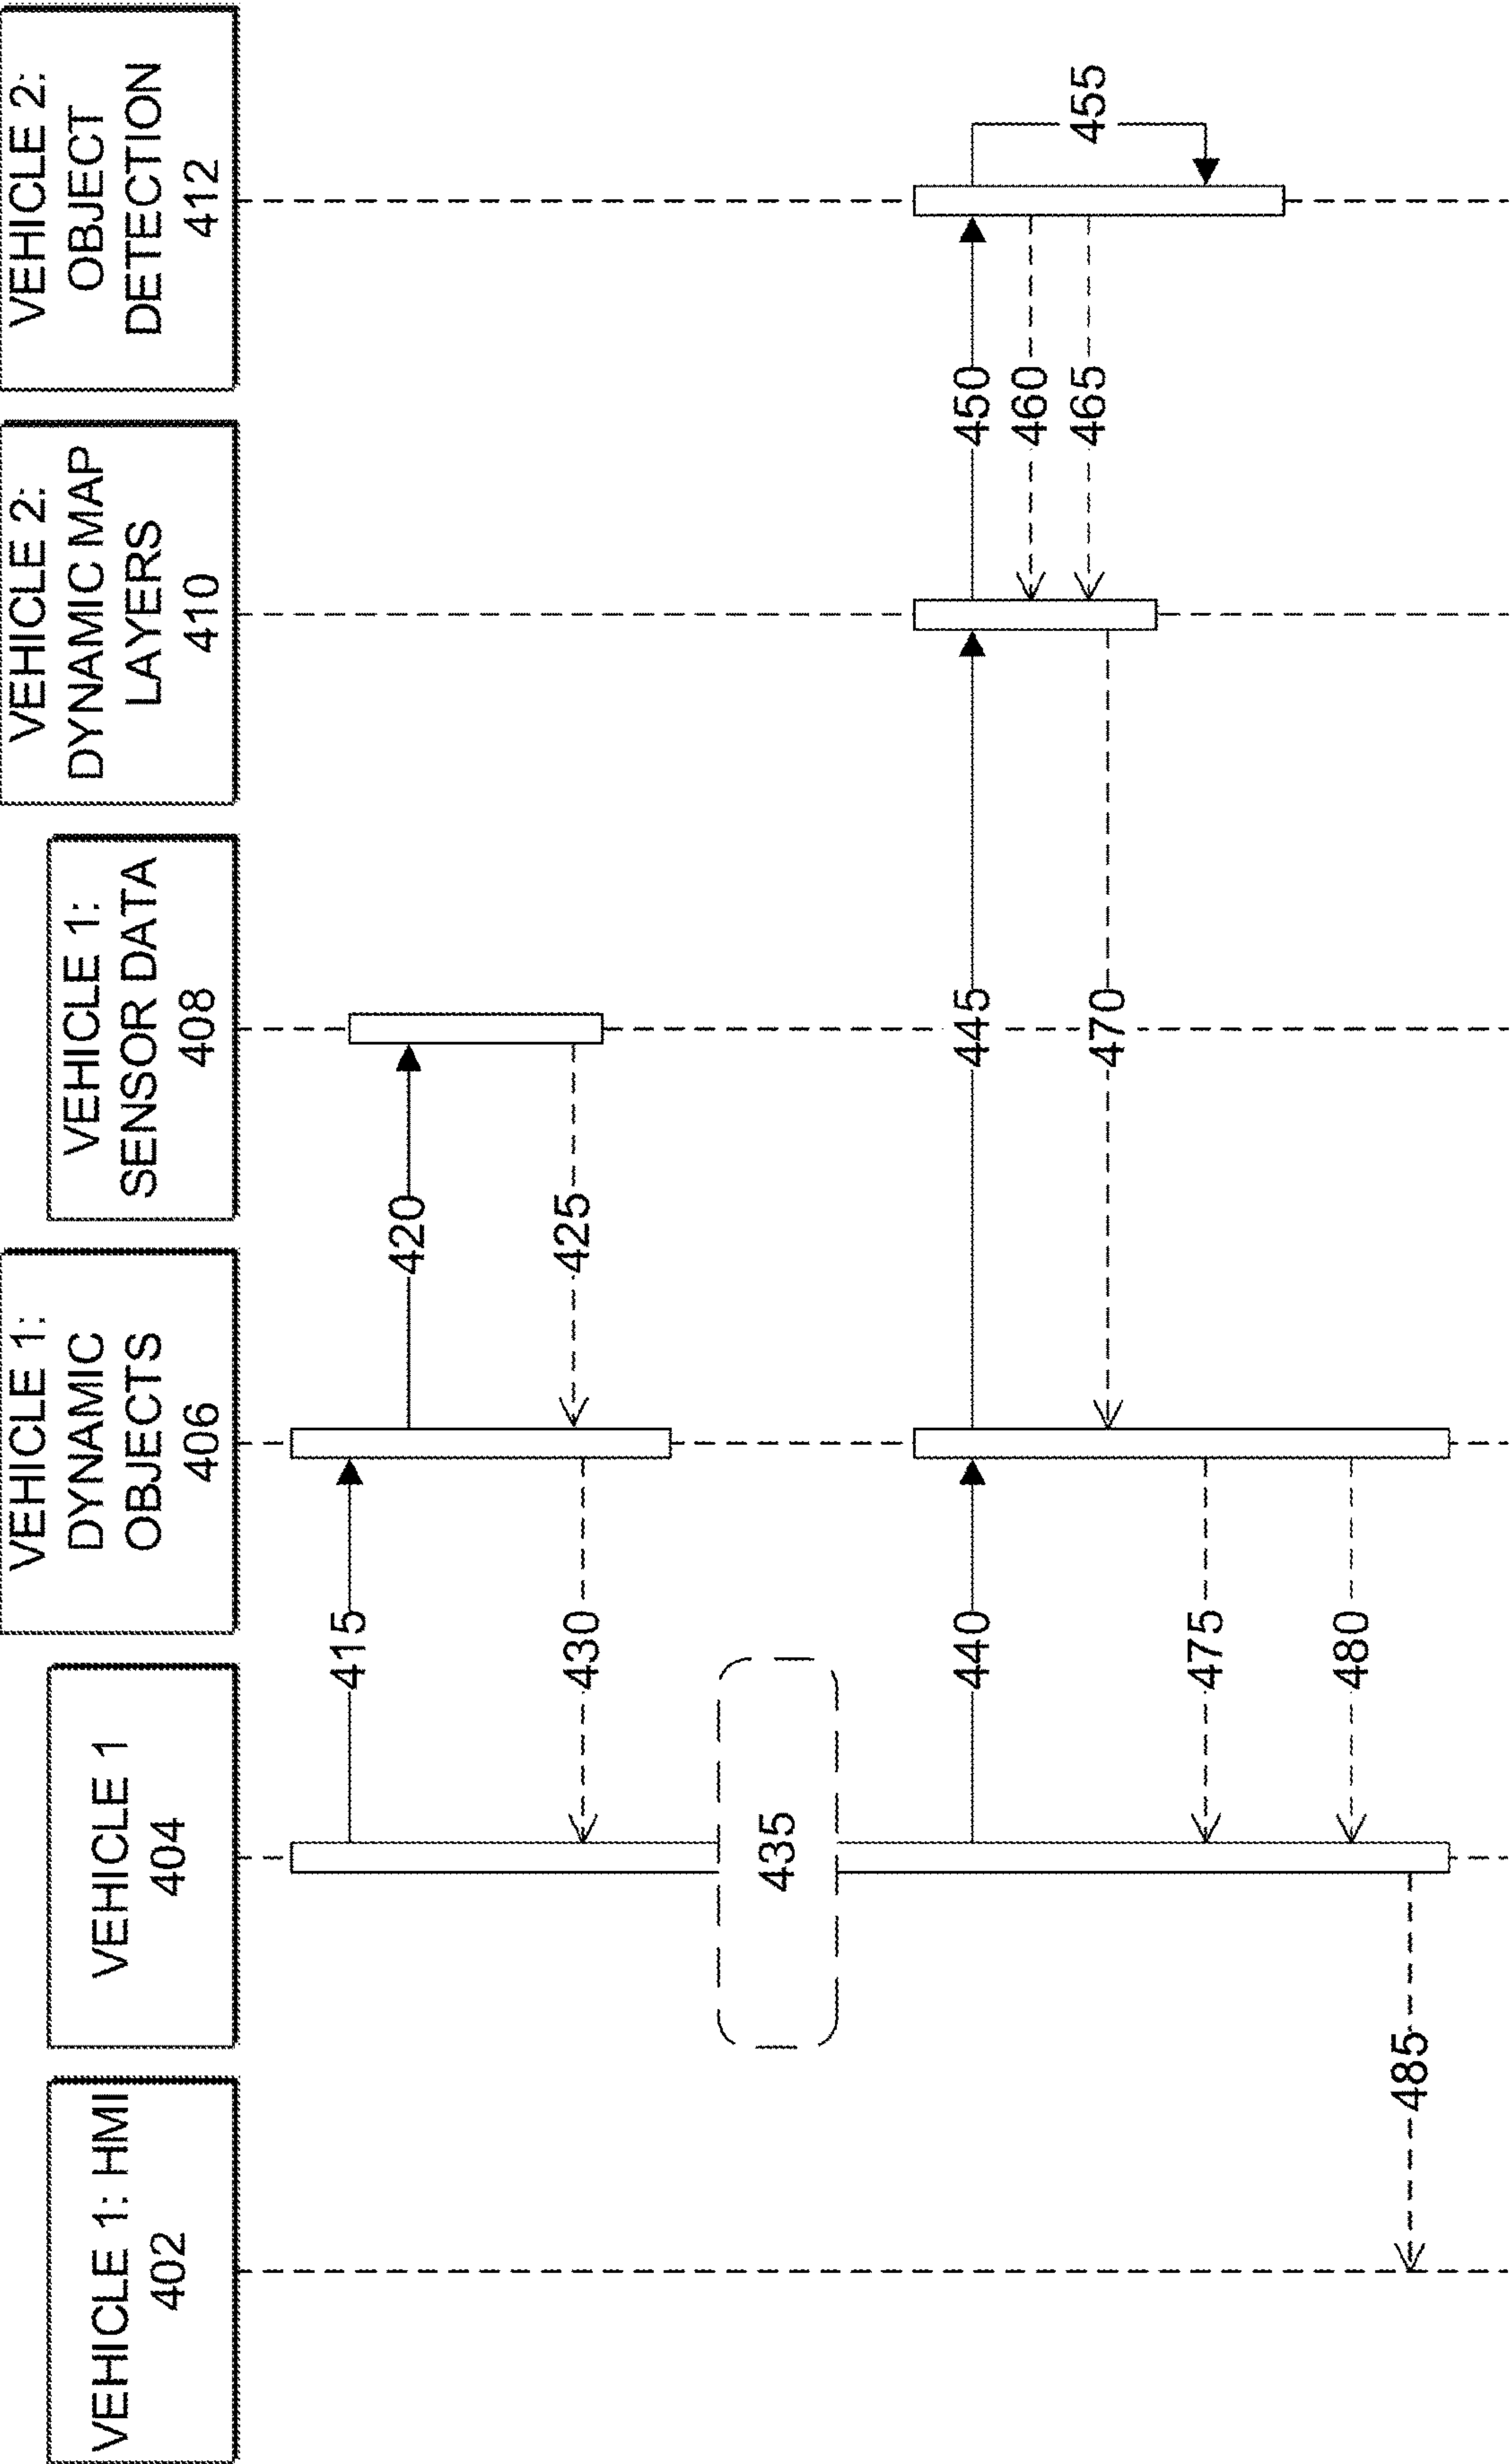 VEHICLE 1: HMI
402
VEHICLE 1
404
VEHICLE 1:
DYNAMIC
OBJECTS
406
VEHICLE 1:
SENSOR DATA
408
VEHICLE 2:
DYNAMIC MAP
LAYERS
410
VEHICLE 2:
OBJECT
DETECTION
412
415
420
425
430
435
440
445
450
460
465
455
470
475
480
485